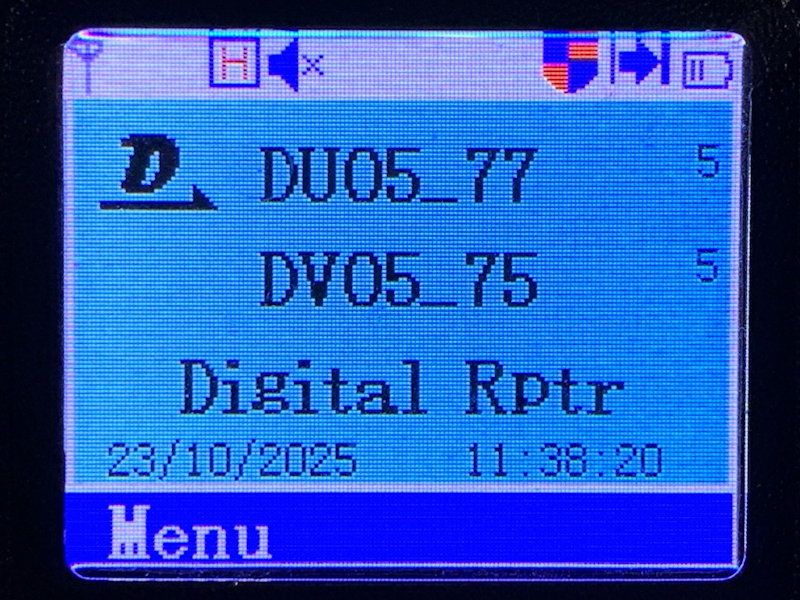 H x
D DU05_77 5
DV05_75 5
Digital Rptr
23/10/2025 11:38:20
Menu